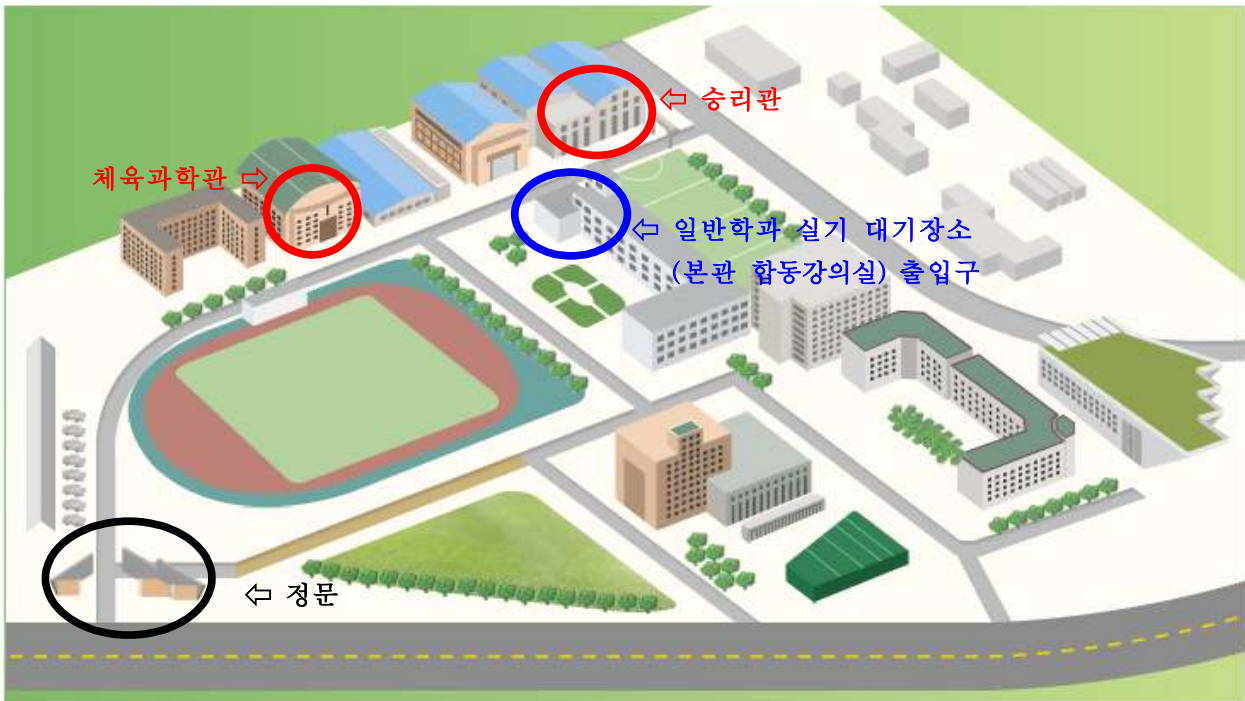 ⇦ 승리관
체육과학관 ⇨
⇦ 일반학과 실기 대기장소
(본관 합동강의실) 출입구
⇦ 정문